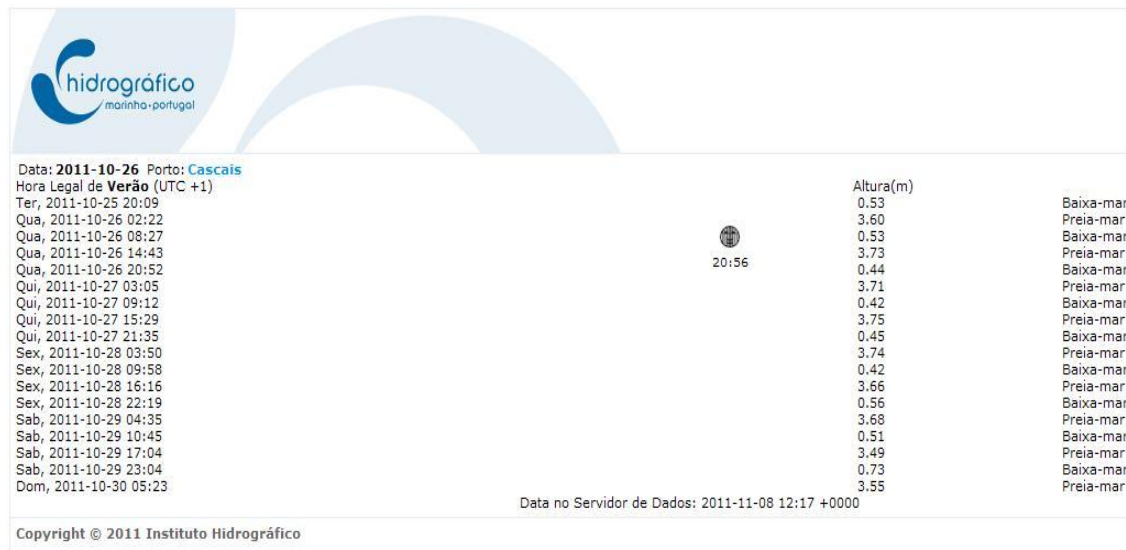 hidrográfico
marinha·portugal
Data: 2011-10-26 Porto: Cascais
Hora Legal de Verão (UTC +1) Altura(m)
Ter, 2011-10-25 20:09 0.53 Baixa-mar
Qua, 2011-10-26 02:22 3.60 Preia-mar
Qua, 2011-10-26 08:27 0.53 Baixa-mar
Qua, 2011-10-26 14:43 3.73 Preia-mar
20:56
Qua, 2011-10-26 20:52 0.44 Baixa-mar
Qui, 2011-10-27 03:05 3.71 Preia-mar
Qui, 2011-10-27 09:12 0.42 Baixa-mar
Qui, 2011-10-27 15:29 3.75 Preia-mar
Qui, 2011-10-27 21:35 0.45 Baixa-mar
Sex, 2011-10-28 03:50 3.74 Preia-mar
Sex, 2011-10-28 09:58 0.42 Baixa-mar
Sex, 2011-10-28 16:16 3.66 Preia-mar
Sex, 2011-10-28 22:19 0.56 Baixa-mar
Sab, 2011-10-29 04:35 3.68 Preia-mar
Sab, 2011-10-29 10:45 0.51 Baixa-mar
Sab, 2011-10-29 17:04 3.49 Preia-mar
Sab, 2011-10-29 23:04 0.73 Baixa-mar
Dom, 2011-10-30 05:23 3.55 Preia-mar
Data no Servidor de Dados: 2011-11-08 12:17 +0000
Copyright © 2011 Instituto Hidrográfico